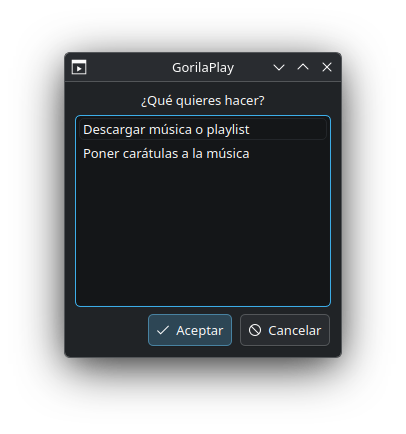 GorilaPlay
¿Qué quieres hacer?
Descargar música o playlist
Poner carátulas a la música
Aceptar
Cancelar